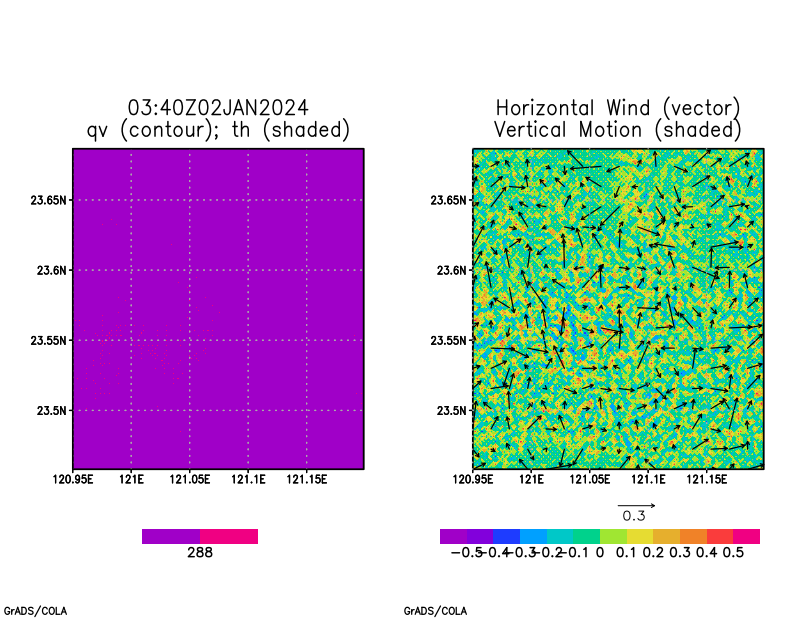 03:40Z02JAN2024
qv (contour); th (shaded)
23.65N
23.6N
23.55N
23.5N
120.95E 121E 121.05E 121.1E 121.15E
288
Horizontal Wind (vector)
Vertical Motion (shaded)
23.65N
23.6N
23.55N
23.5N
120.95E 121E 121.05E 121.1E 121.15E
0.3
-0.5 -0.4 -0.3 -0.2 -0.1 0 0.1 0.2 0.3 0.4 0.5
GrADS/COLA GrADS/COLA